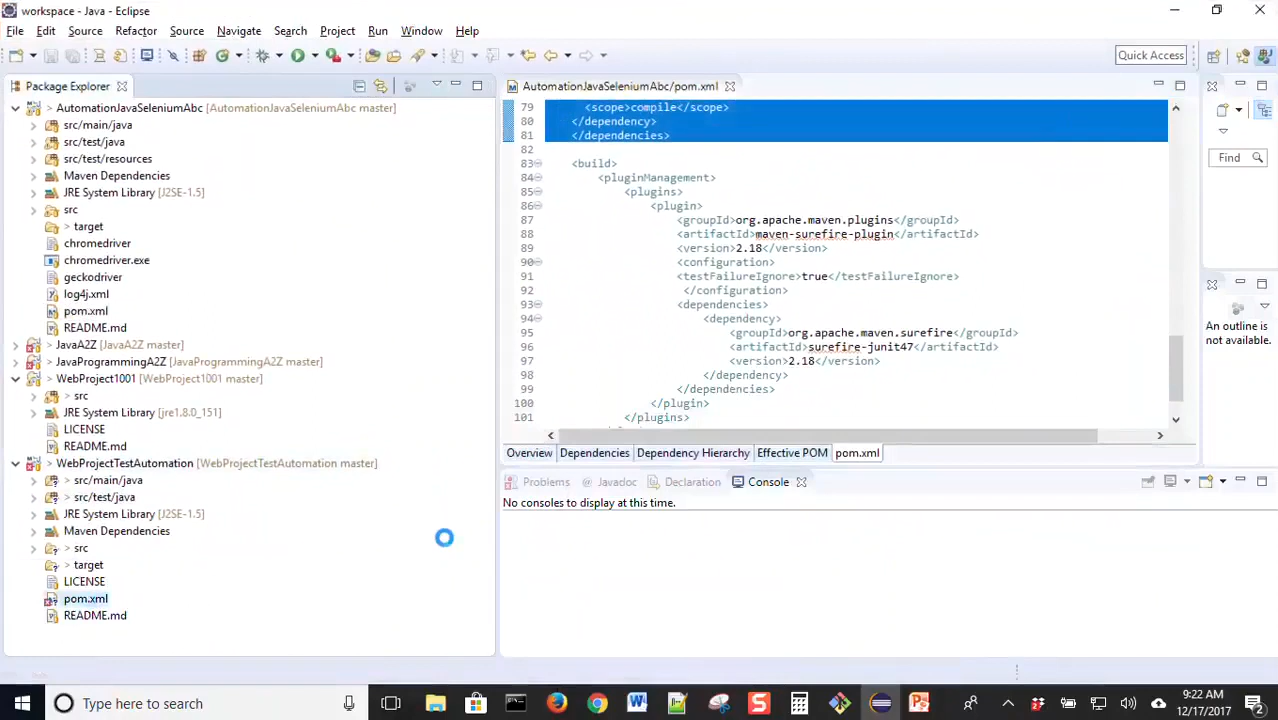 workspace - Java - Eclipse
File Edit Source Refactor Source Navigate Search Project Run Window Help
Quick Access
Package Explorer
> AutomationJavaSeleniumAbc [AutomationJavaSeleniumAbc master]
src/main/java
src/test/java
src/test/resources
Maven Dependencies
JRE System Library [J2SE-1.5]
src
target
chromedriver
chromedriver.exe
geckodriver
log4j.xml
pom.xml
README.md
> JavaA2Z [JavaA2Z master]
> JavaProgrammingA2Z [JavaProgrammingA2Z master]
> WebProject1001 [WebProject1001 master]
> src
JRE System Library [jre1.8.0_151]
LICENSE
README.md
> WebProjectTestAutomation [WebProjectTestAutomation master]
> src/main/java
> src/test/java
JRE System Library [J2SE-1.5]
Maven Dependencies
> src
> target
LICENSE
pom.xml
README.md
AutomationJavaSeleniumAbc/pom.xml
79 <scope>compile</scope>
80 </dependency>
81 </dependencies>
82
83 <build>
84 <pluginManagement>
85 <plugins>
86 <plugin>
87 <groupId>org.apache.maven.plugins</groupId>
88 <artifactId>maven-surefire-plugin</artifactId>
89 <version>2.18</version>
90 <configuration>
91 <testFailureIgnore>true</testFailureIgnore>
92 </configuration>
93 <dependencies>
94 <dependency>
95 <groupId>org.apache.maven.surefire</groupId>
96 <artifactId>surefire-junit47</artifactId>
97 <version>2.18</version>
98 </dependency>
99 </dependencies>
100 </plugin>
101 </plugins>
Overview Dependencies Dependency Hierarchy Effective POM pom.xml
Problems @ Javadoc Declaration Console
No consoles to display at this time.
Find
An outline is
not available.
Type here to search
9:22 AM
12/17/2017